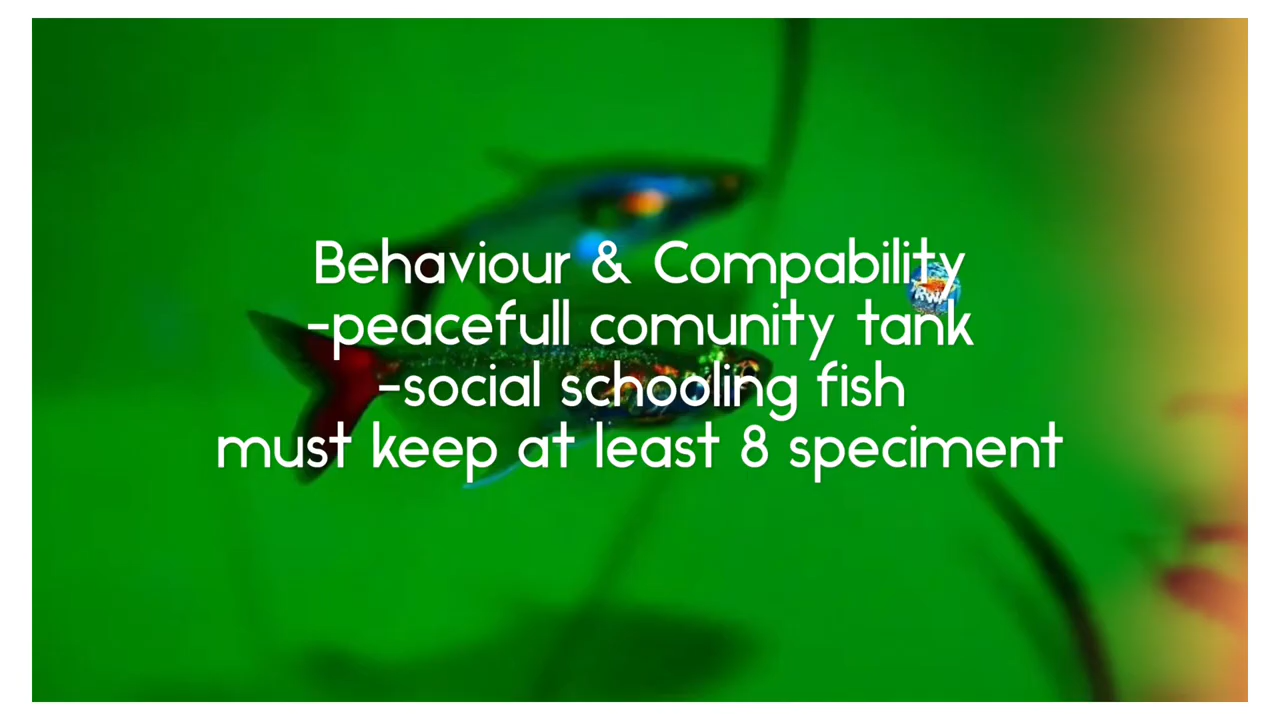 Behaviour & Compability
-peacefull comunity tank
-social schooling fish
must keep at least 8 speciment